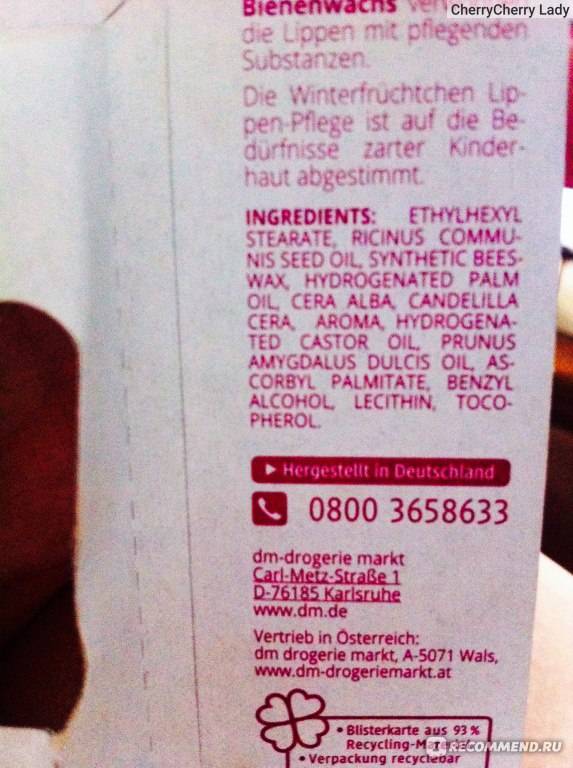 CherryCherry Lady
Bienenwachs
die Lippen mit pflegenden
Substanzen.
Die Winterfrüchtchen Lip-
pen-Pflege ist auf die Be-
dürfnisse zarter Kinder-
haut abgestimmt.
INGREDIENTS: ETHYLHEXYL
STEARATE, RICINUS COMMU-
NIS SEED OIL, SYNTHETIC BEES-
WAX, HYDROGENATED PALM
OIL, CERA ALBA, CANDELILLA
CERA, AROMA, HYDROGENA-
TED CASTOR OIL, PRUNUS
AMYGDALUS DULCIS OIL, AS-
CORBYL PALMITATE, BENZYL
ALCOHOL, LECITHIN, TOCO-
PHEROL.
Hergestellt in Deutschland
0800 3658633
dm-drogerie markt
Carl-Metz-Straße 1
D-76185 Karlsruhe
www.dm.de
Vertrieb in Österreich:
dm drogerie markt, A-5071 Wals,
www.dm-drogeriemarkt.at
• Blisterkarte aus 93 %
Recycling-Material
• Verpackung recyclebar
RECOMMEND.RU